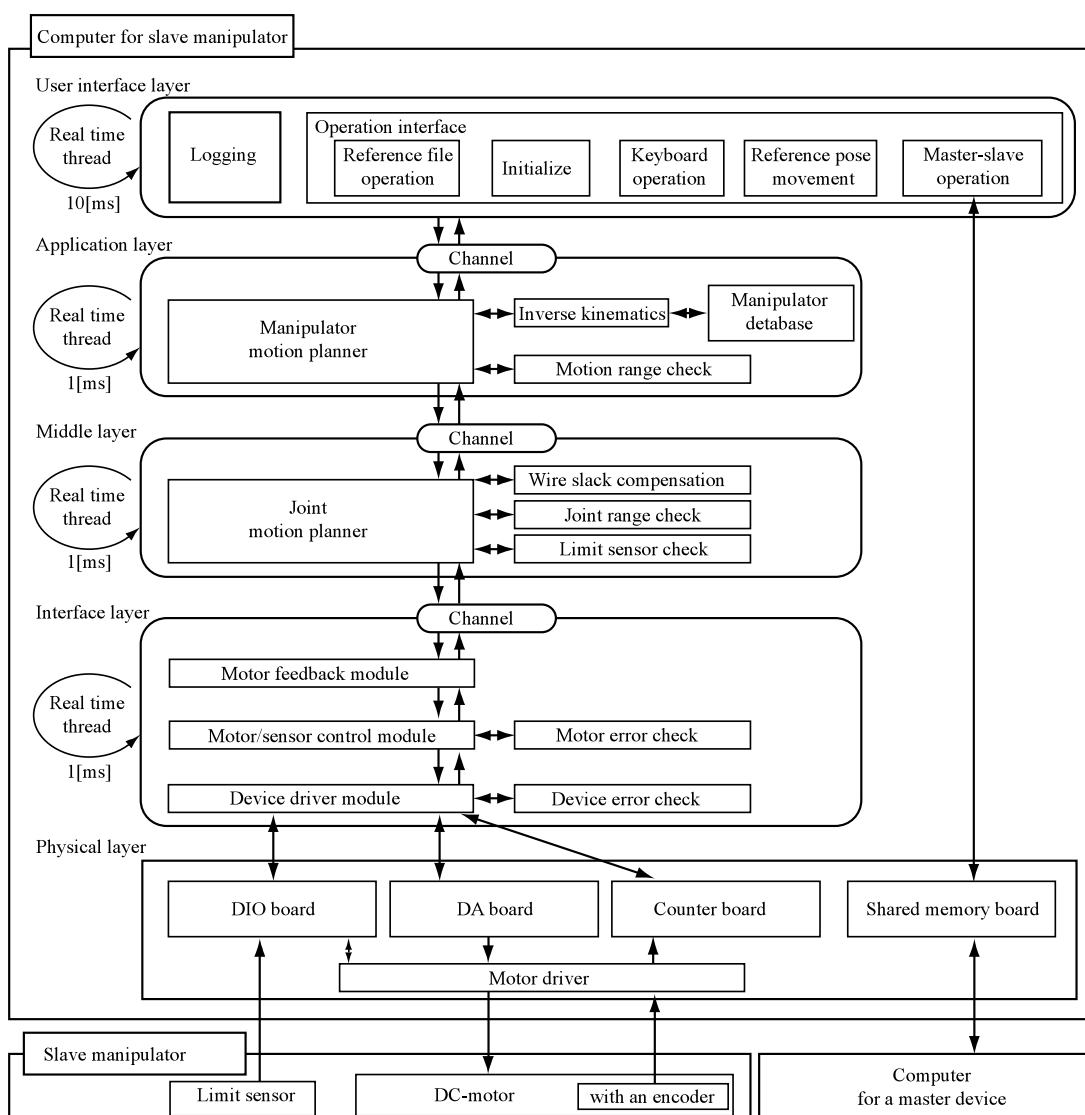 Computer for slave manipulator
User interface layer
Real time
thread
10[ms]
Logging
Operation interface
Reference file
operation
Initialize
Keyboard
operation
Reference pose
movement
Master-slave
operation
Application layer
Channel
Real time
thread
1[ms]
Manipulator
motion planner
Inverse kinematics
Manipulator
detabase
Motion range check
Middle layer
Channel
Real time
thread
1[ms]
Joint
motion planner
Wire slack compensation
Joint range check
Limit sensor check
Interface layer
Channel
Real time
thread
1[ms]
Motor feedback module
Motor/sensor control module
Motor error check
Device driver module
Device error check
Physical layer
DIO board
DA board
Counter board
Shared memory board
Motor driver
Slave manipulator
Limit sensor
DC-motor
with an encoder
Computer
for a master device